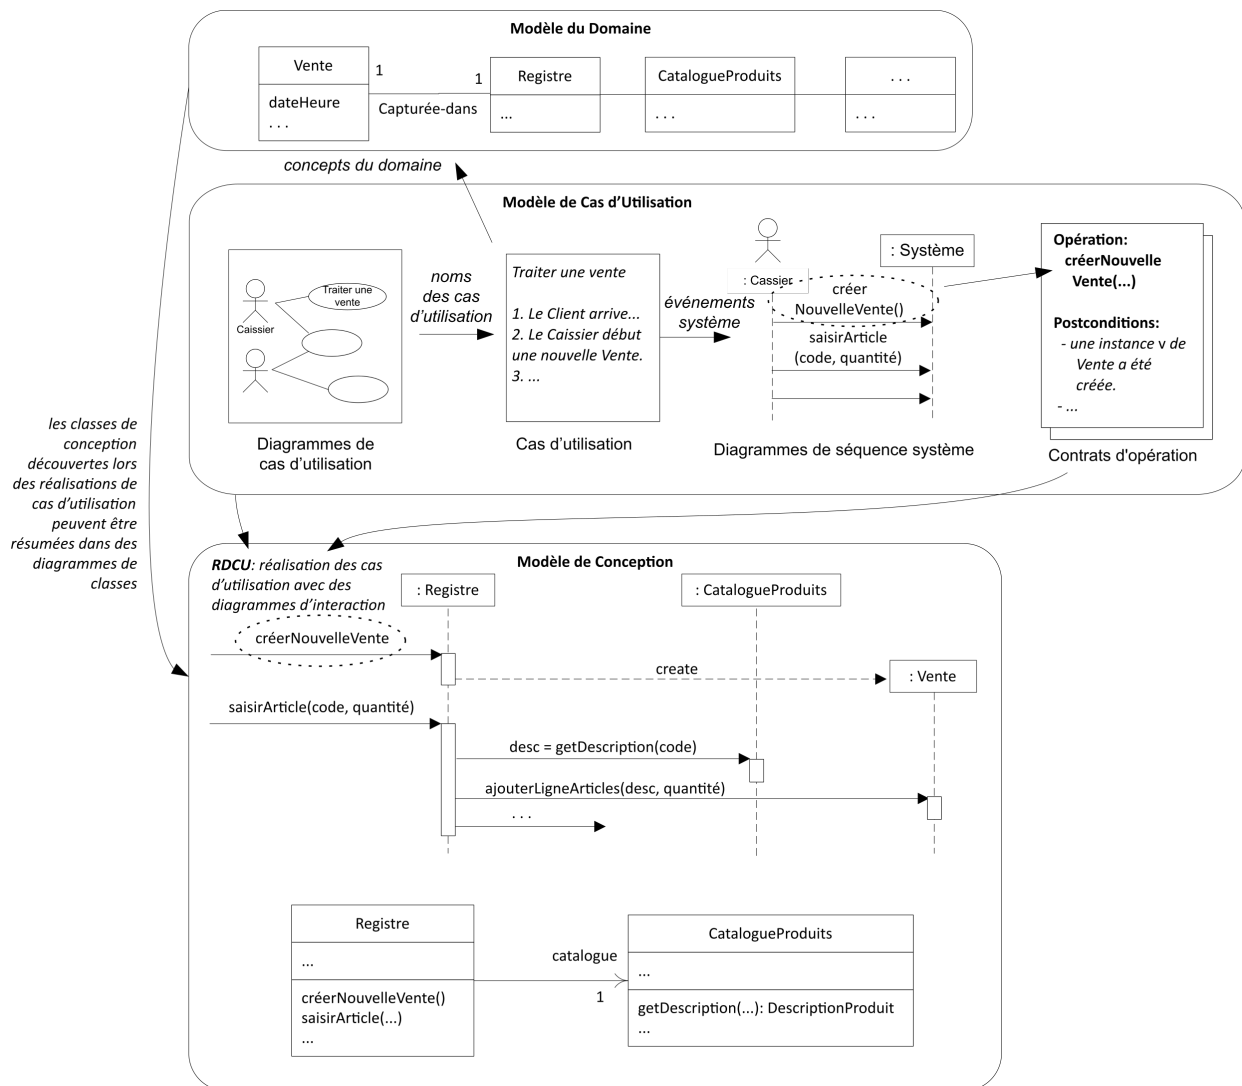 Modèle du Domaine
Vente
dateHeure
. . .
1
1
Capturée-dans
Registre
...
CatalogueProduits
. . .
. . .
. . .
concepts du domaine
Modèle de Cas d’Utilisation
Caissier
Traiter une
vente
Diagrammes de
cas d’utilisation
noms
des cas
d’utilisation
Traiter une vente
1. Le Client arrive...
2. Le Caissier début
une nouvelle Vente.
3. ...
Cas d’utilisation
événements
système
: Cassier
: Système
créer
NouvelleVente()
saisirArticle
(code, quantité)
Diagrammes de séquence système
Opération:
créerNouvelle
Vente(...)
Postconditions:
- une instance v de
Vente a été
créée.
- ...
Contrats d'opération
les classes de
conception
découvertes lors
des réalisations de
cas d’utilisation
peuvent être
résumées dans des
diagrammes de
classes
Modèle de Conception
RDCU: réalisation des cas
d’utilisation avec des
diagrammes d’interaction
: Registre
: CatalogueProduits
créerNouvelleVente
create
: Vente
saisirArticle(code, quantité)
desc = getDescription(code)
ajouterLigneArticles(desc, quantité)
. . .
Registre
...
créerNouvelleVente()
saisirArticle(...)
...
catalogue
1
CatalogueProduits
...
getDescription(...): DescriptionProduit
...